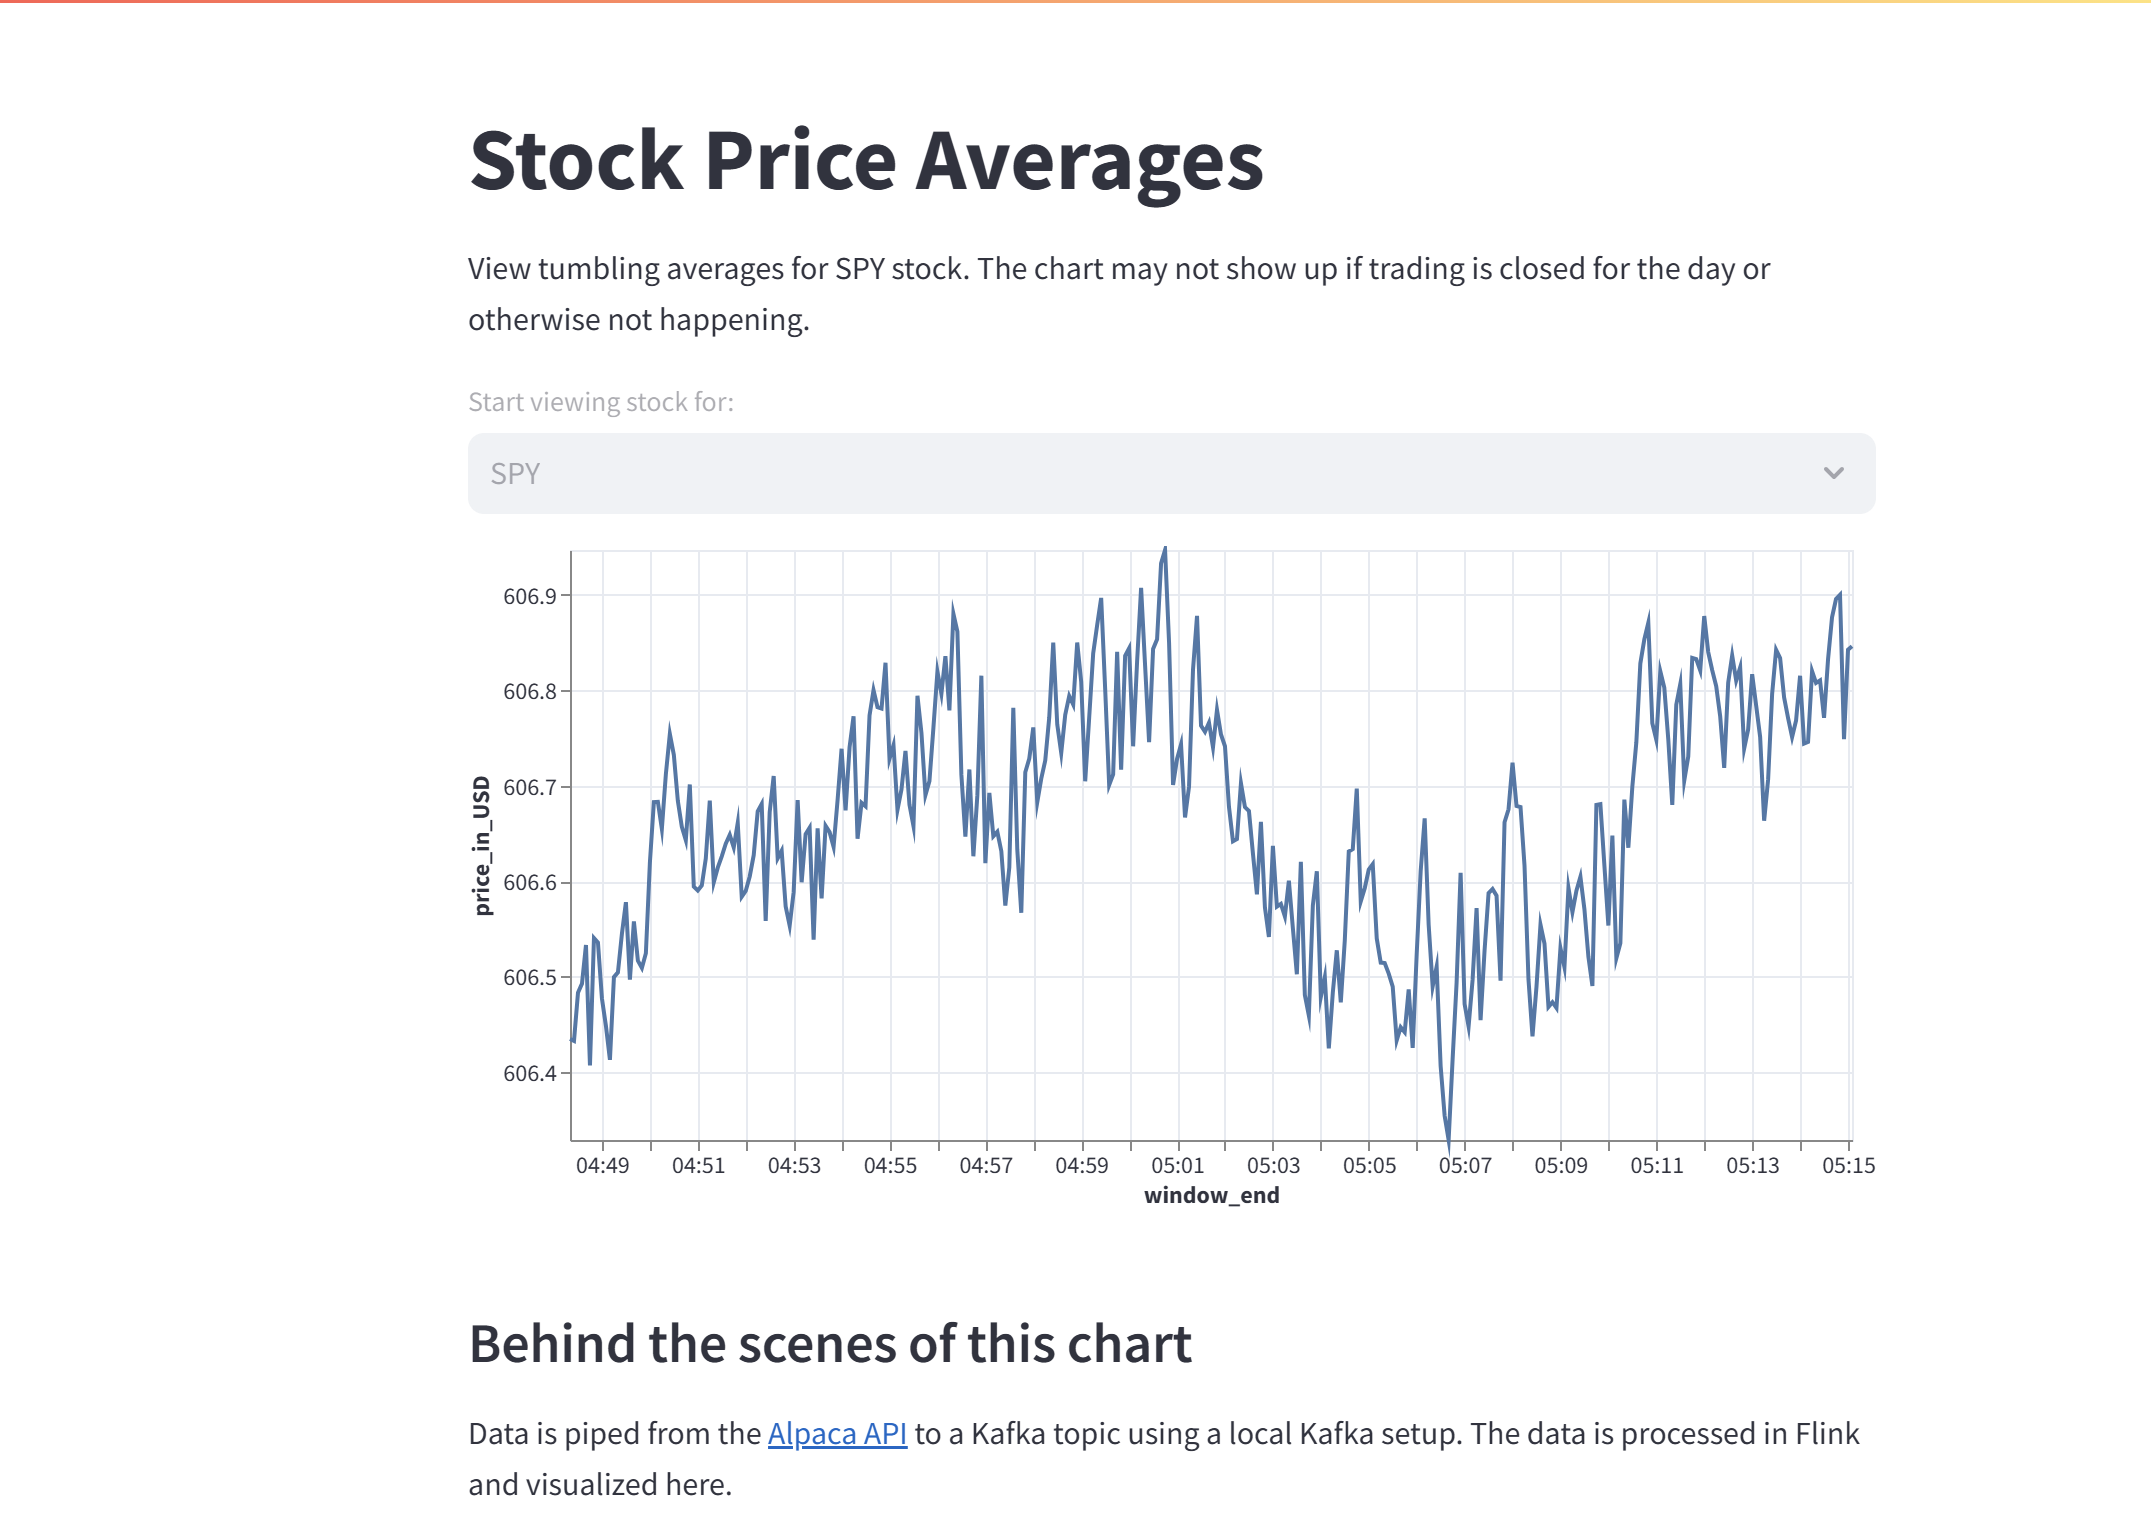 Stock Price Averages
View tumbling averages for SPY stock. The chart may not show up if trading is closed for the day or
otherwise not happening.
Start viewing stock for:
SPY
price_in_USD
606.9
606.8
606.7
606.6
606.5
606.4
04:49 04:51 04:53 04:55 04:57 04:59 05:01 05:03 05:05 05:07 05:09 05:11 05:13 05:15
window_end
Behind the scenes of this chart
Data is piped from the Alpaca API to a Kafka topic using a local Kafka setup. The data is processed in Flink
and visualized here.